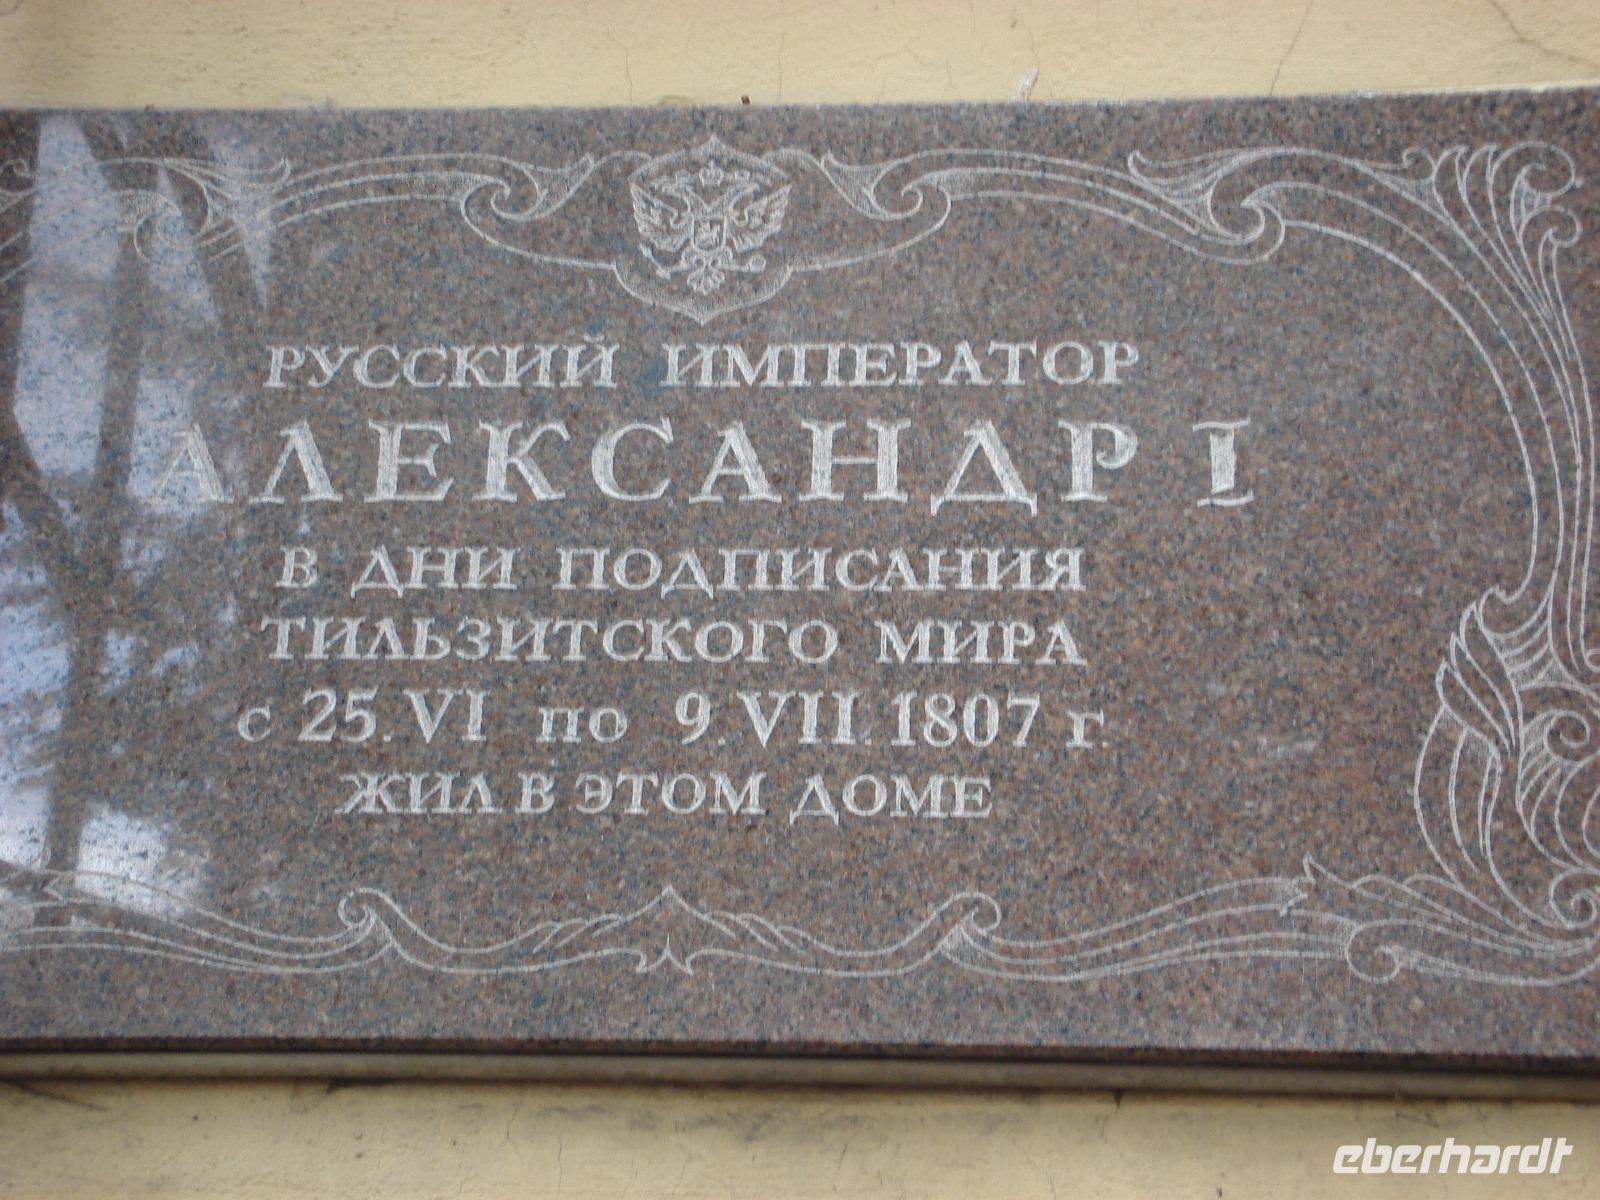 РУССКИЙ ИМПЕРАТОР
АЛЕКСАНДР I
В ДНИ ПОДПИСАНИЯ
ТИЛЬЗИТСКОГО МИРА
с 25.VI по 9.VII.1807 г.
ЖИЛ В ЭТОМ ДОМЕ
eberhardt